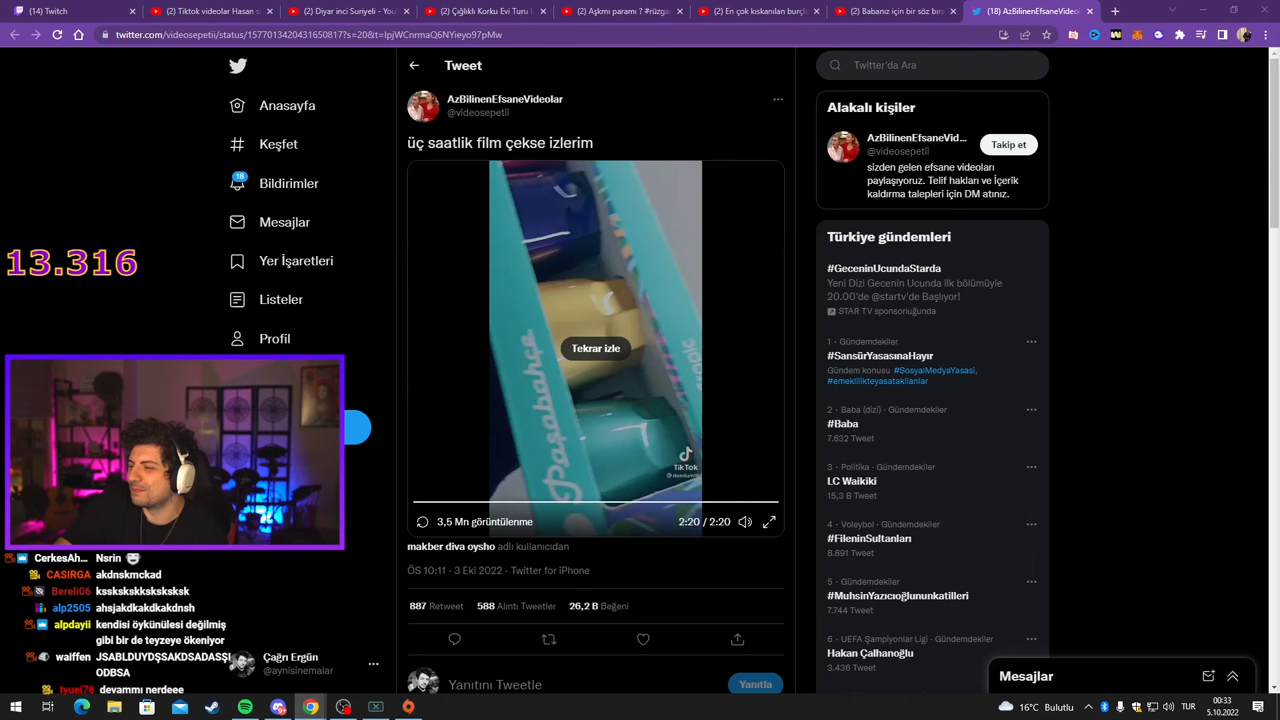 Twitch
(2) Tiktok videolar Hasan s
(2) Diyar inci Suriyeli - You
(2) Çığlıklı Korku Evi Turu
(2) Aşkmı paramı ? #rüzga
(2) En çok kıskanılan burçla
(2) Babanız için bir söz bıra
(18) AzBilinenEfsaneVideol
twitter.com/videosepetii/status/1577013420431650817?s=20&t=IpjWCnrmaQ6NYieyo97pMw
Tweet
Twitter'da Ara
Anasayfa
Keşfet
18
Bildirimler
Mesajlar
Yer İşaretleri
Listeler
Profil
13.316
AzBilinenEfsaneVideolar
@videosepetii
üç saatlik film çekse izlerim
Paşabahçe
Tekrar izle
TikTok
3,5 Mn görüntülenme
2:20 / 2:20
makber diva oysho adlı kullanıcıdan
ÖS 10:11 · 3 Eki 2022 · Twitter for iPhone
887 Retweet 588 Alıntı Tweetler 26,2 B Beğeni
Yanıtını Tweetle
Yanıtla
Alakalı kişiler
AzBilinenEfsaneVid...
@videosepetii
Takip et
sizden gelen efsane videoları
paylaşıyoruz. Telif hakları ve İçerik
kaldırma talepleri için DM atınız.
Türkiye gündemleri
#GeceninUcundaStarda
Yeni Dizi Gecenin Ucunda ilk bölümüyle
20.00'de @startv'de Başlıyor!
STAR TV sponsorluğunda
1 · Gündemdekiler
#SansürYasasınaHayır
Gündem konusu #SosyalMedyaYasasi,
#emeklilikteyasatakilanlar
2 · Baba (dizi) · Gündemdekiler
#Baba
7.632 Tweet
3 · Politika · Gündemdekiler
LC Waikiki
15,3 B Tweet
4 · Voleybol · Gündemdekiler
#FileninSultanları
8.891 Tweet
5 · Gündemdekiler
#MuhsinYazıcıoğlununkatilleri
7.744 Tweet
6 · UEFA Şampiyonlar Ligi · Gündemdekiler
Hakan Çalhanoğlu
3.436 Tweet
Mesajlar
CerkesAh... Nsrin
CASIRGA akdnskmckad
Bereli06 kssksksksksksksk
alp2505 ahsjakdkakdkakdnsh
alpdayii kendisi öykünülesi değilmiş
gibi bir de teyzeye ökeniyor
waiffen JSABLDUYDŞSAKDSADASŞI
ODBSA
tyuei76 devammı nerdeee
Çağrı Ergün
@aynisinemalar
16°C Bulutlu
TUR
00:33
5.10.2022